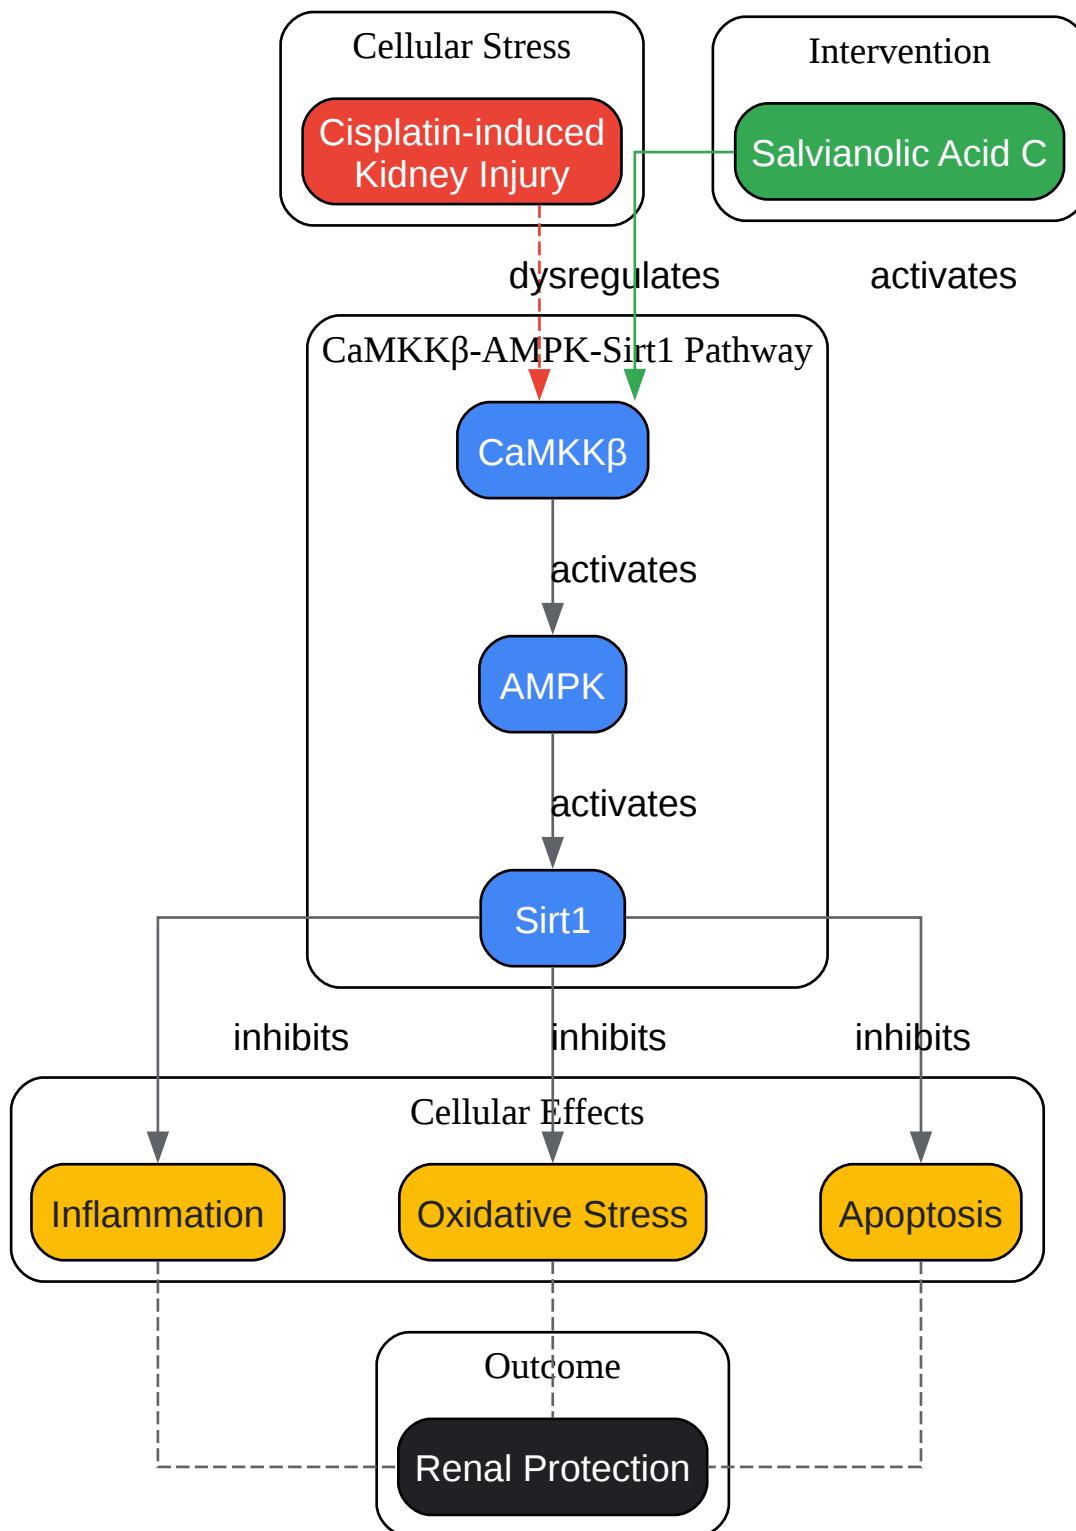 Cellular Stress
Intervention
Cisplatin-induced
Kidney Injury
Salvianolic Acid C
dysregulates
activates
CaMKKβ-AMPK-Sirt1 Pathway
CaMKKβ
activates
AMPK
activates
Sirt1
inhibits
inhibits
inhibits
Cellular Effects
Inflammation
Oxidative Stress
Apoptosis
Outcome
Renal Protection